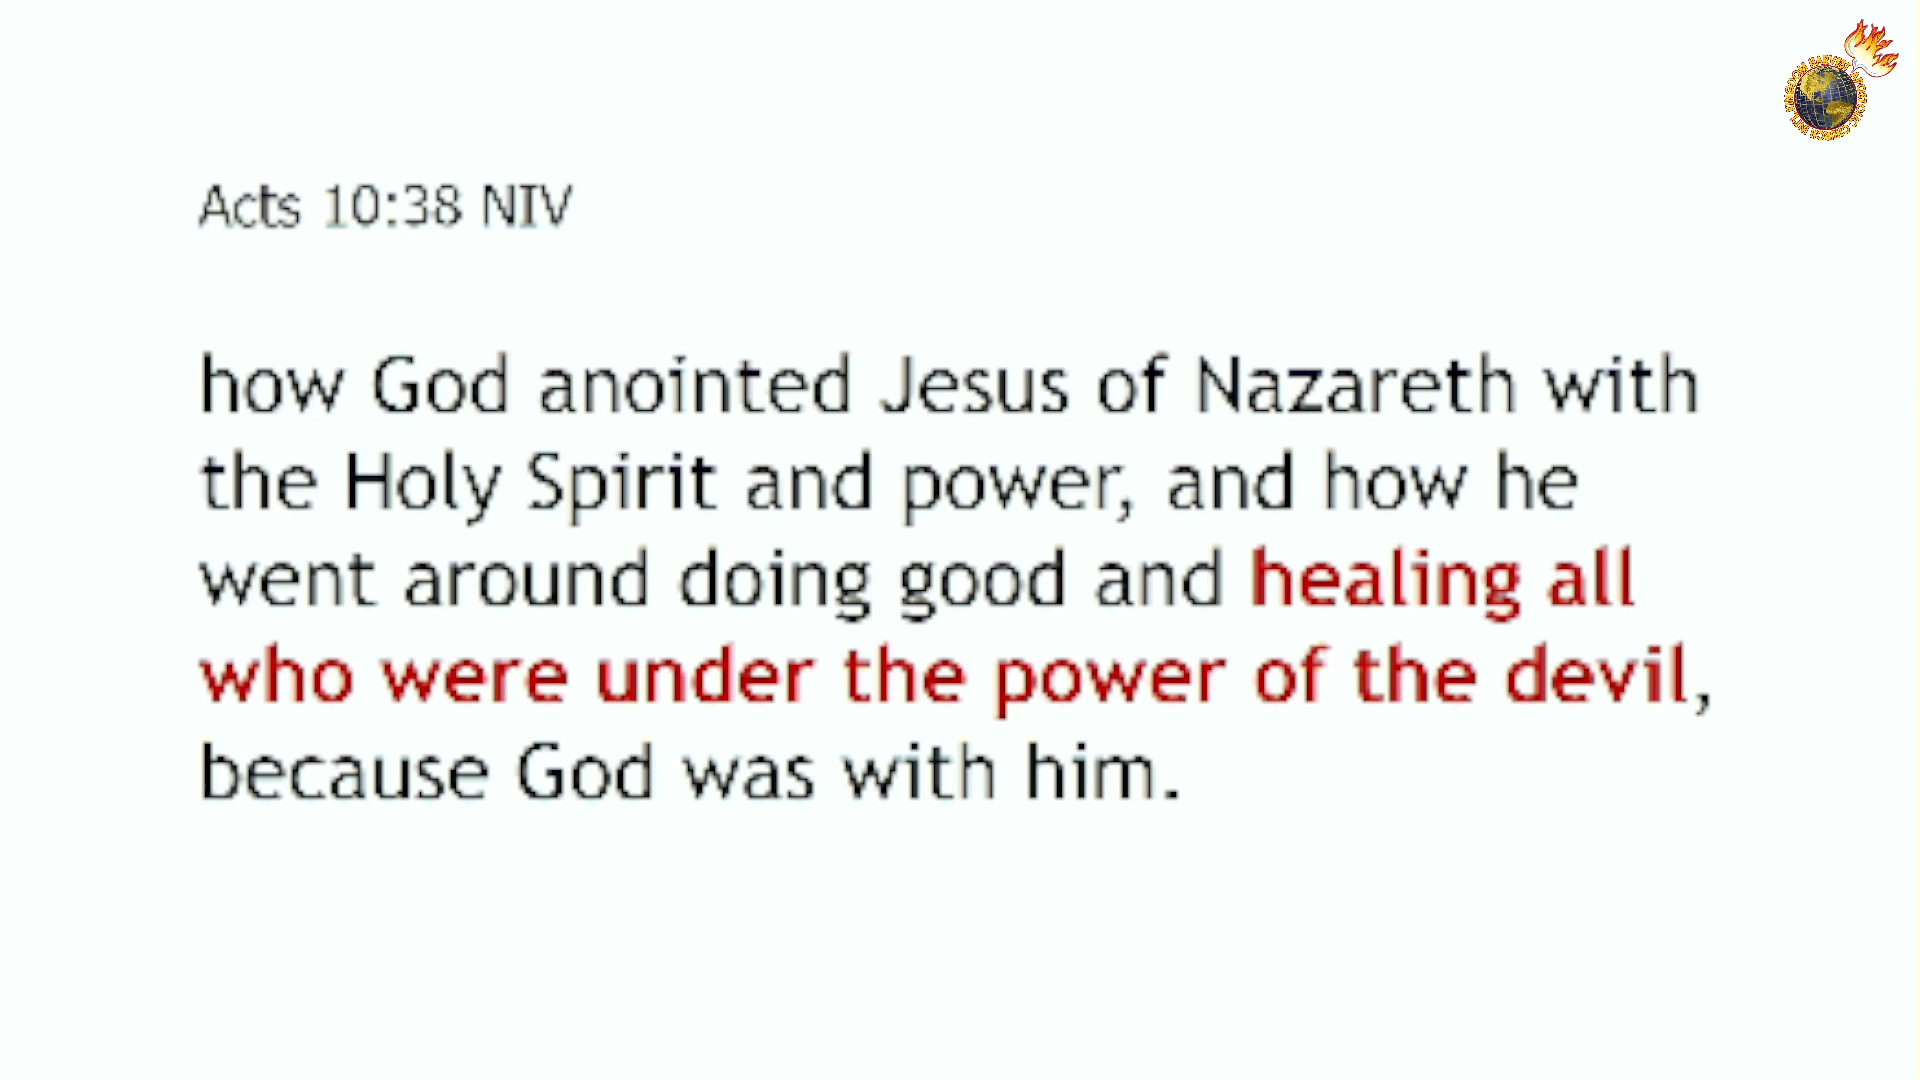 Acts 10:38 NIV
how God anointed Jesus of Nazareth with
the Holy Spirit and power, and how he
went around doing good and healing all
who were under the power of the devil,
because God was with him.